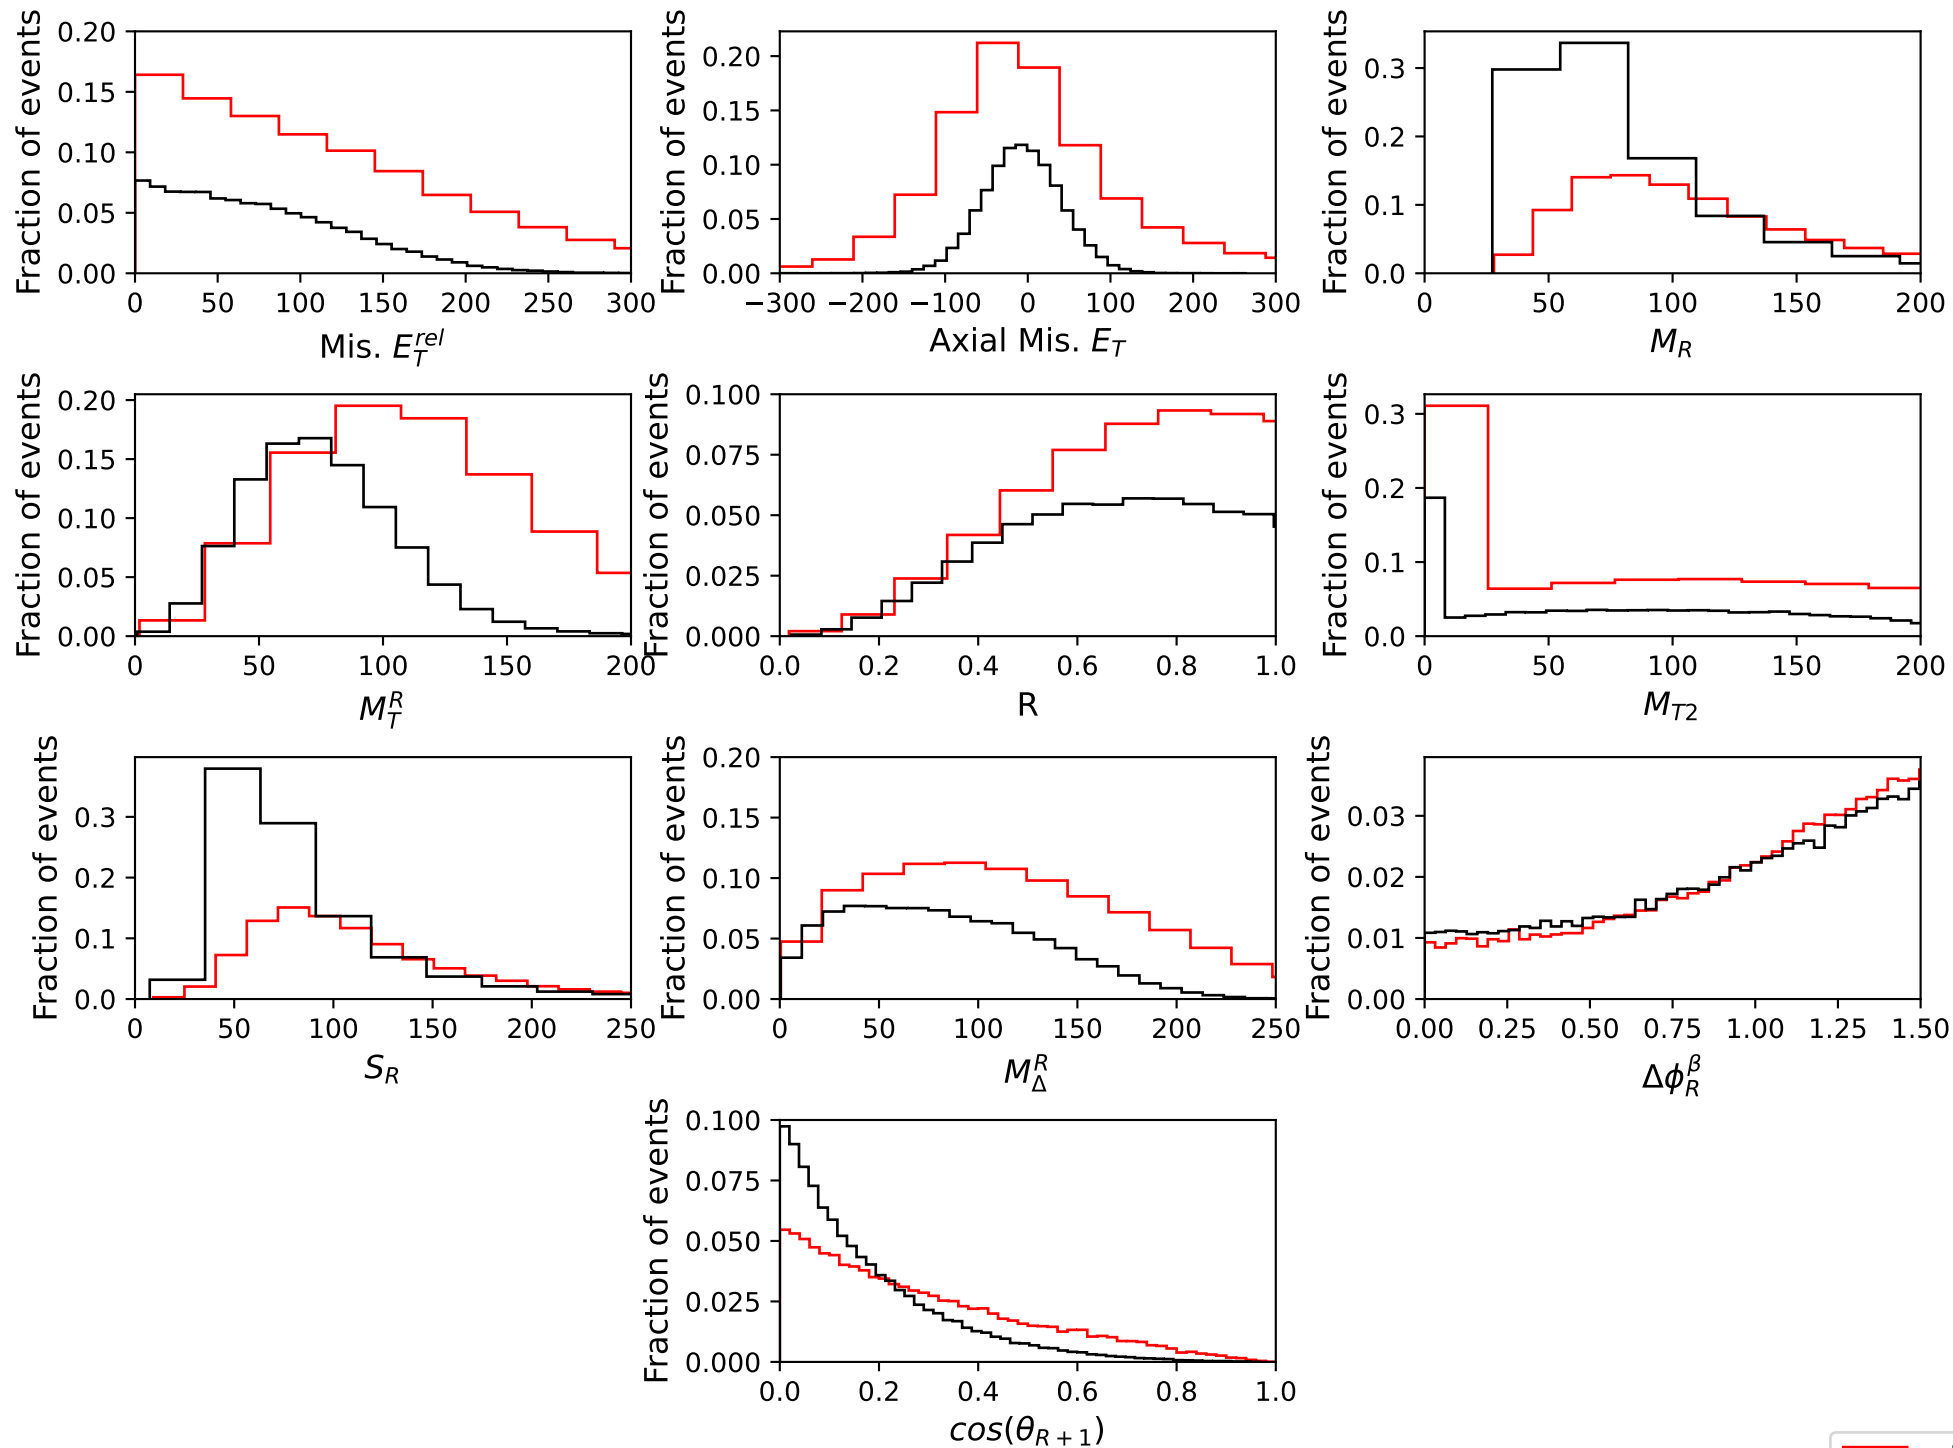 Fraction of events
0.20
0.15
0.10
0.05
0.00
0 50 100 150 200 250 300
Mis. $E_T^{rel}$
Fraction of events
0.20
0.15
0.10
0.05
0.00
−300 −200 −100 0 100 200 300
Axial Mis. $E_T$
Fraction of events
0.3
0.2
0.1
0.0
0 50 100 150 200
$M_R$
Fraction of events
0.20
0.15
0.10
0.05
0.00
0 50 100 150 200
$M_T^R$
Fraction of events
0.100
0.075
0.050
0.025
0.000
0.0 0.2 0.4 0.6 0.8 1.0
R
Fraction of events
0.3
0.2
0.1
0.0
0 50 100 150 200
$M_{T2}$
Fraction of events
0.3
0.2
0.1
0.0
0 50 100 150 200 250
$S_R$
Fraction of events
0.20
0.15
0.10
0.05
0.00
0 50 100 150 200 250
$M_\Delta^R$
Fraction of events
0.03
0.02
0.01
0.00
0.00 0.25 0.50 0.75 1.00 1.25 1.50
$\Delta\phi_R^\beta$
Fraction of events
0.100
0.075
0.050
0.025
0.000
0.0 0.2 0.4 0.6 0.8 1.0
$cos(\theta_{R+1})$